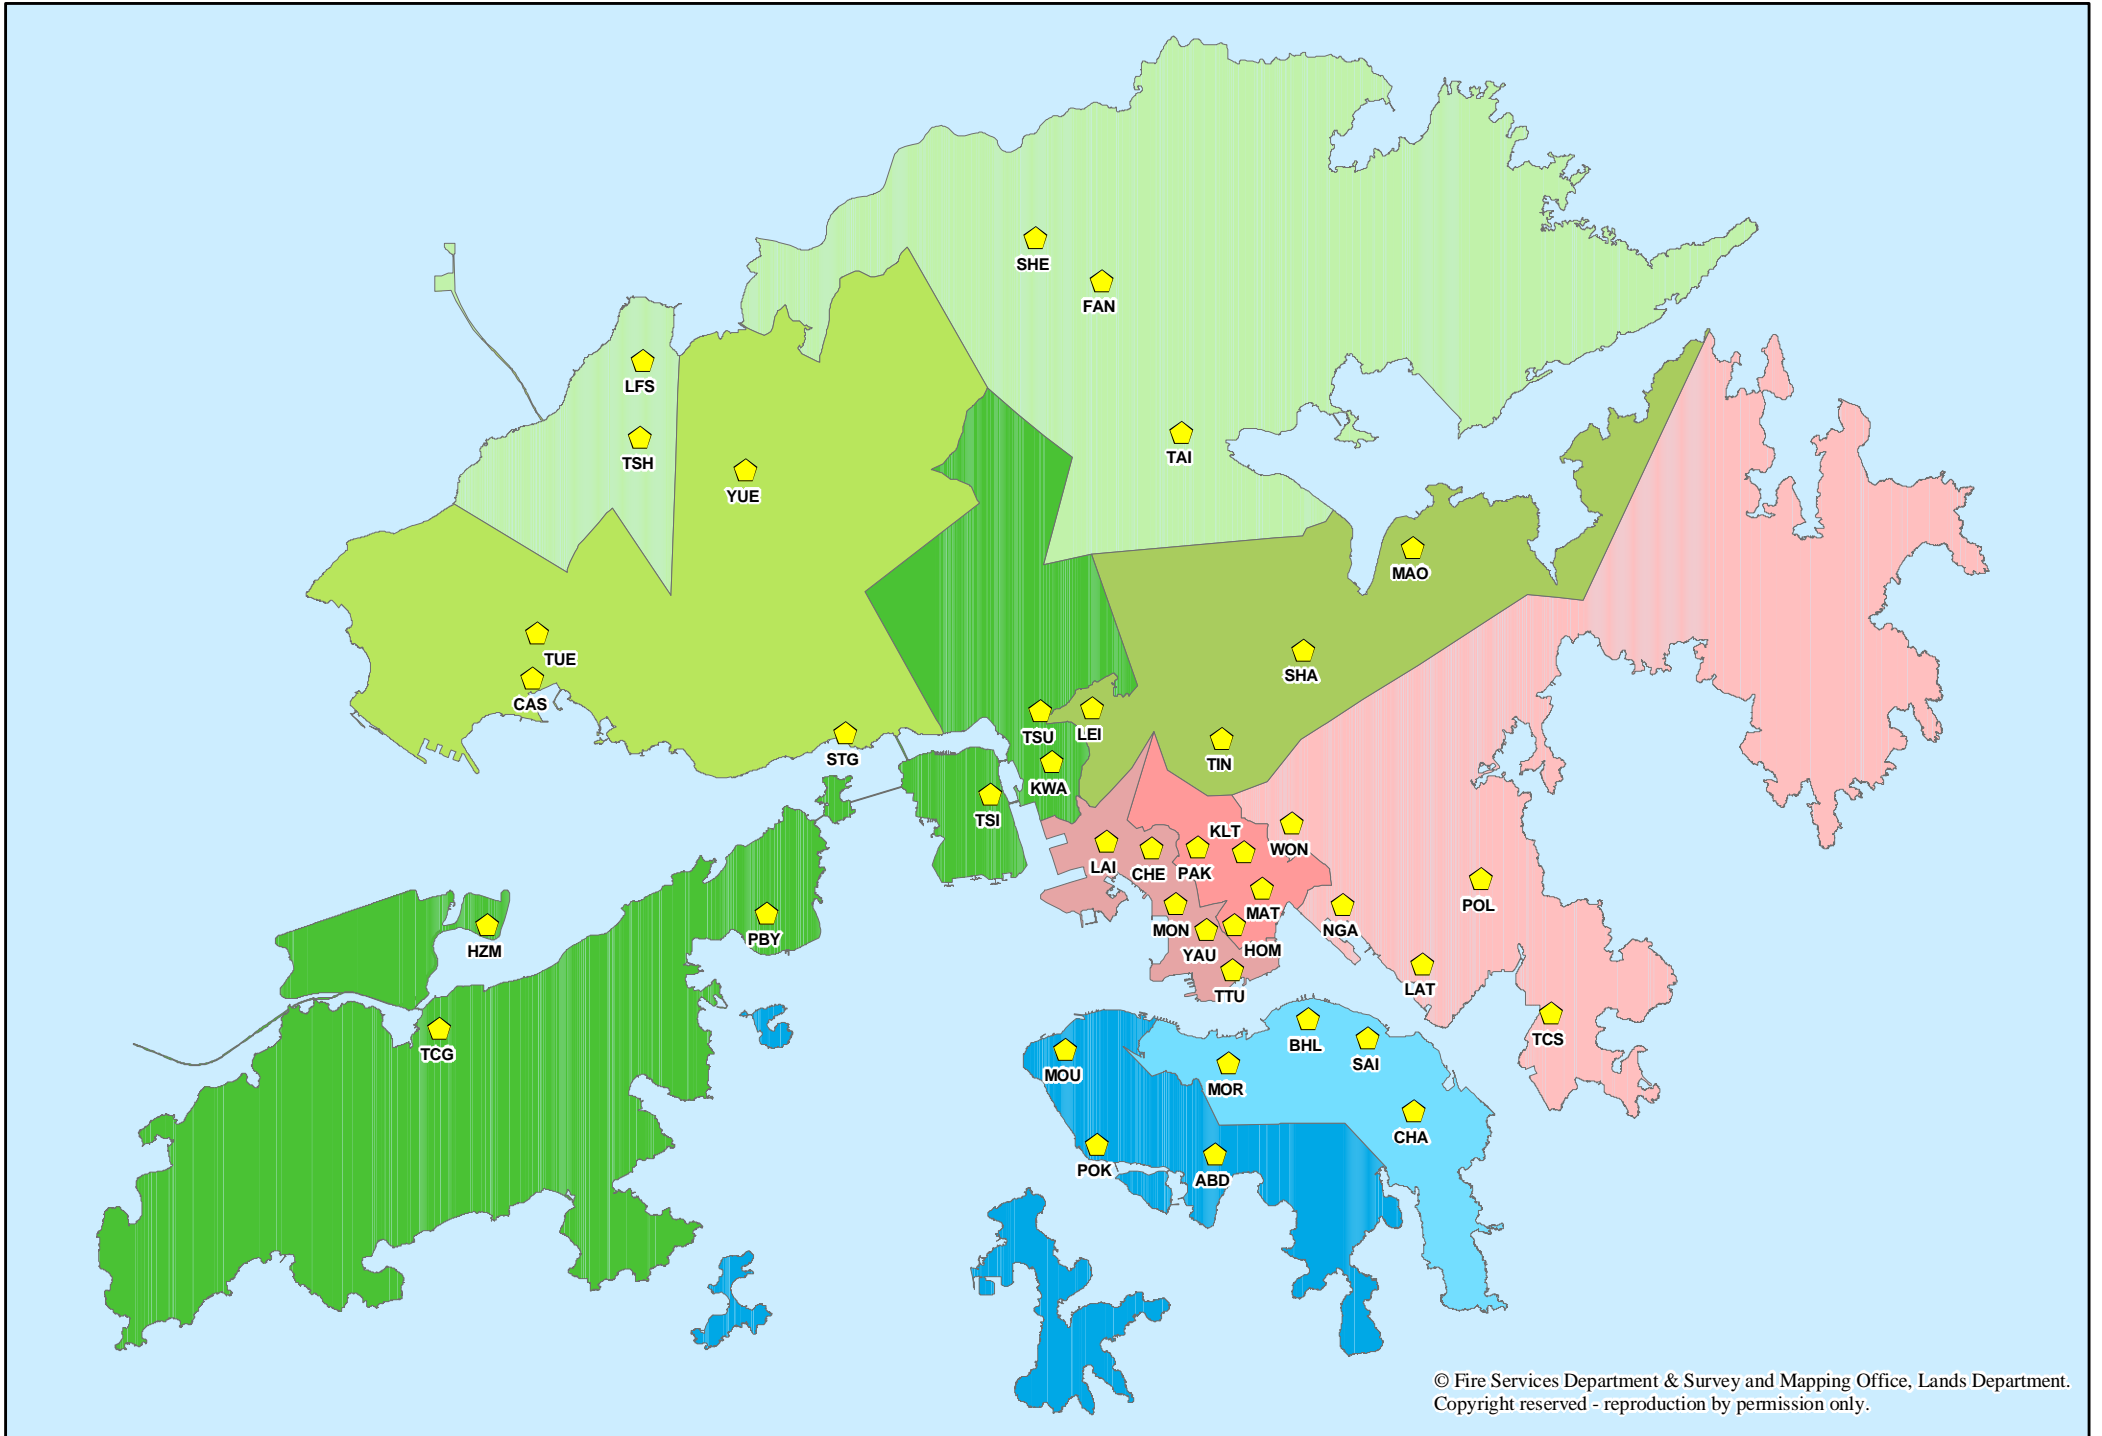 SHE
FAN
LFS
TSH
TAI
YUE
MAO
TUE
SHA
CAS
TSU
LEI
STG
TIN
KWA
TSI
KLT
WON
LAI
CHE
PAK
POL
MAT
MON
NGA
PBY
HZM
YAU
HOM
LAT
TTU
TCS
TCG
BHL
SAI
MOU
MOR
CHA
POK
ABD
© Fire Services Department & Survey and Mapping Office, Lands Department.
Copyright reserved - reproduction by permission only.